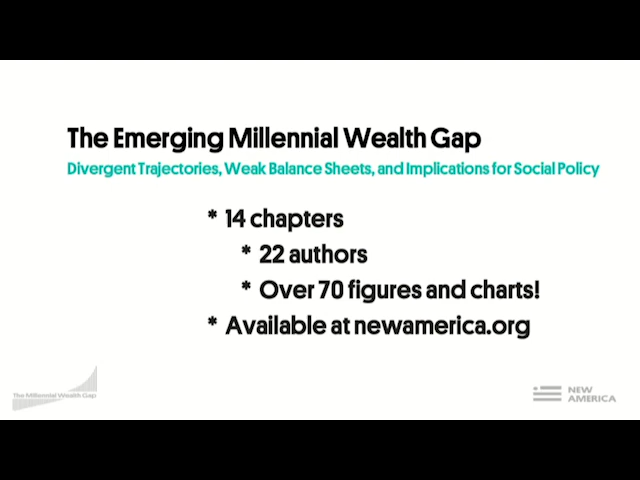 The Emerging Millennial Wealth Gap
Divergent Trajectories, Weak Balance Sheets, and Implications for Social Policy
* 14 chapters
* 22 authors
* Over 70 figures and charts!
* Available at newamerica.org
The Millennial Wealth Gap
NEW
AMERICA